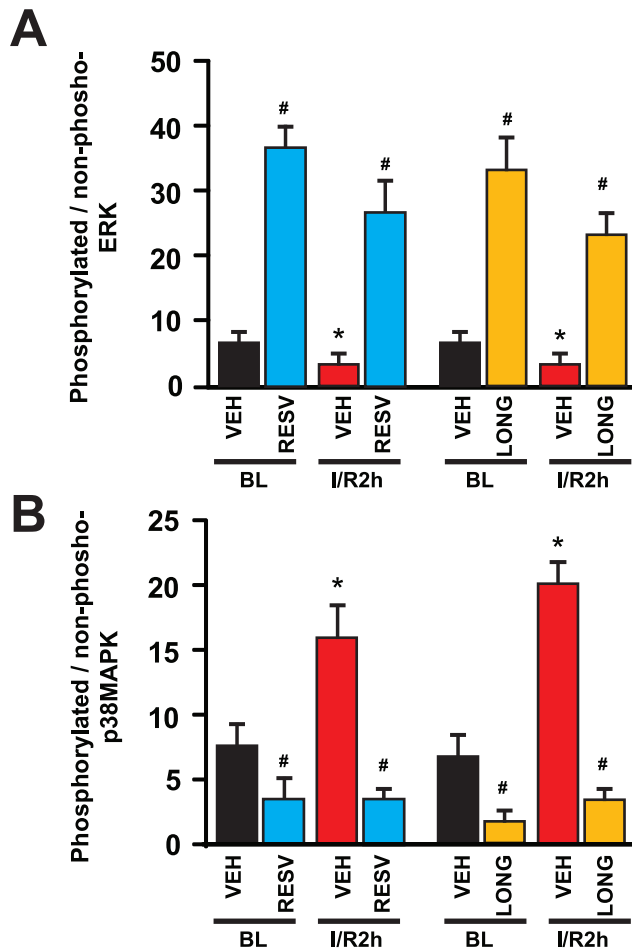 A
Phosphorylated / non-phosho-
ERK
50
40
30
20
10
0
#
#
*
#
#
*
VEH
RESV
VEH
RESV
VEH
LONG
VEH
LONG
BL
I/R2h
BL
I/R2h
B
Phosphorylated / non-phosho-
p38MAPK
25
20
15
10
5
0
#
*
#
#
*
#
VEH
RESV
VEH
RESV
VEH
LONG
VEH
LONG
BL
I/R2h
BL
I/R2h